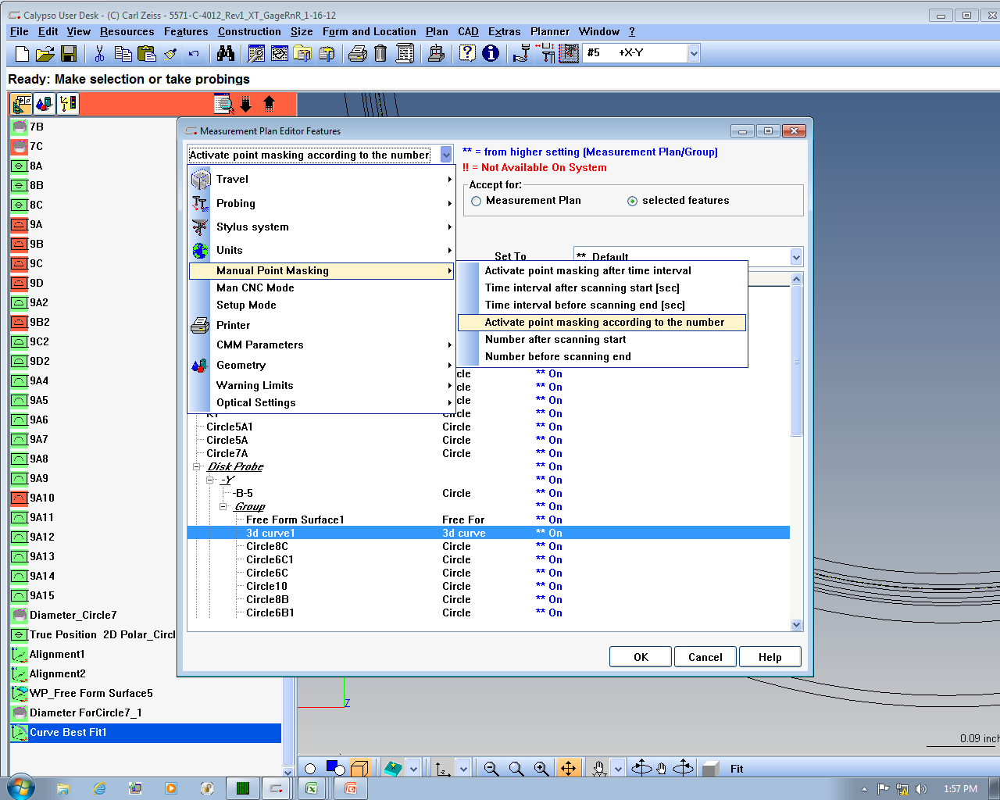 Calypso User Desk - (C) Carl Zeiss - 5571-C-4012_Rev1_XT_GageRnR_1-16-12
File Edit View Resources Features Construction Size Form and Location Plan CAD Extras Planner Window ?
#5 +X-Y
Ready: Make selection or take probings
7B
7C
8A
8B
8C
9A
9B
9C
9D
9A2
9B2
9C2
9D2
9A4
9A5
9A6
9A7
9A8
9A9
9A10
9A11
9A12
9A13
9A14
9A15
Diameter_Circle7
True Position 2D Polar_Circl
Alignment1
Alignment2
WP_Free Form Surface5
Diameter ForCircle7_1
Curve Best Fit1
Measurement Plan Editor Features
Activate point masking according to the number
** = from higher setting (Measurement Plan/Group)
!! = Not Available On System
Accept for:
Measurement Plan
selected features
Set To
** Default
Travel
Probing
Stylus system
Units
Manual Point Masking
Man CNC Mode
Setup Mode
Printer
CMM Parameters
Geometry
Warning Limits
Optical Settings
Activate point masking after time interval
Time interval after scanning start [sec]
Time interval before scanning end [sec]
Activate point masking according to the number
Number after scanning start
Number before scanning end
rcle ** On
cle ** On
cle ** On
Circle ** On
Circle5A1 Circle ** On
Circle5A Circle ** On
Circle7A Circle ** On
Disk Probe ** On
-Y ** On
-B-5 Circle ** On
Group ** On
Free Form Surface1 Free For ** On
3d curve1 3d curve ** On
Circle8C Circle ** On
Circle6C1 Circle ** On
Circle6C Circle ** On
Circle10 Circle ** On
Circle8B Circle ** On
Circle6B1 Circle ** On
OK Cancel Help
Z
0.09 inch
Fit
1:57 PM